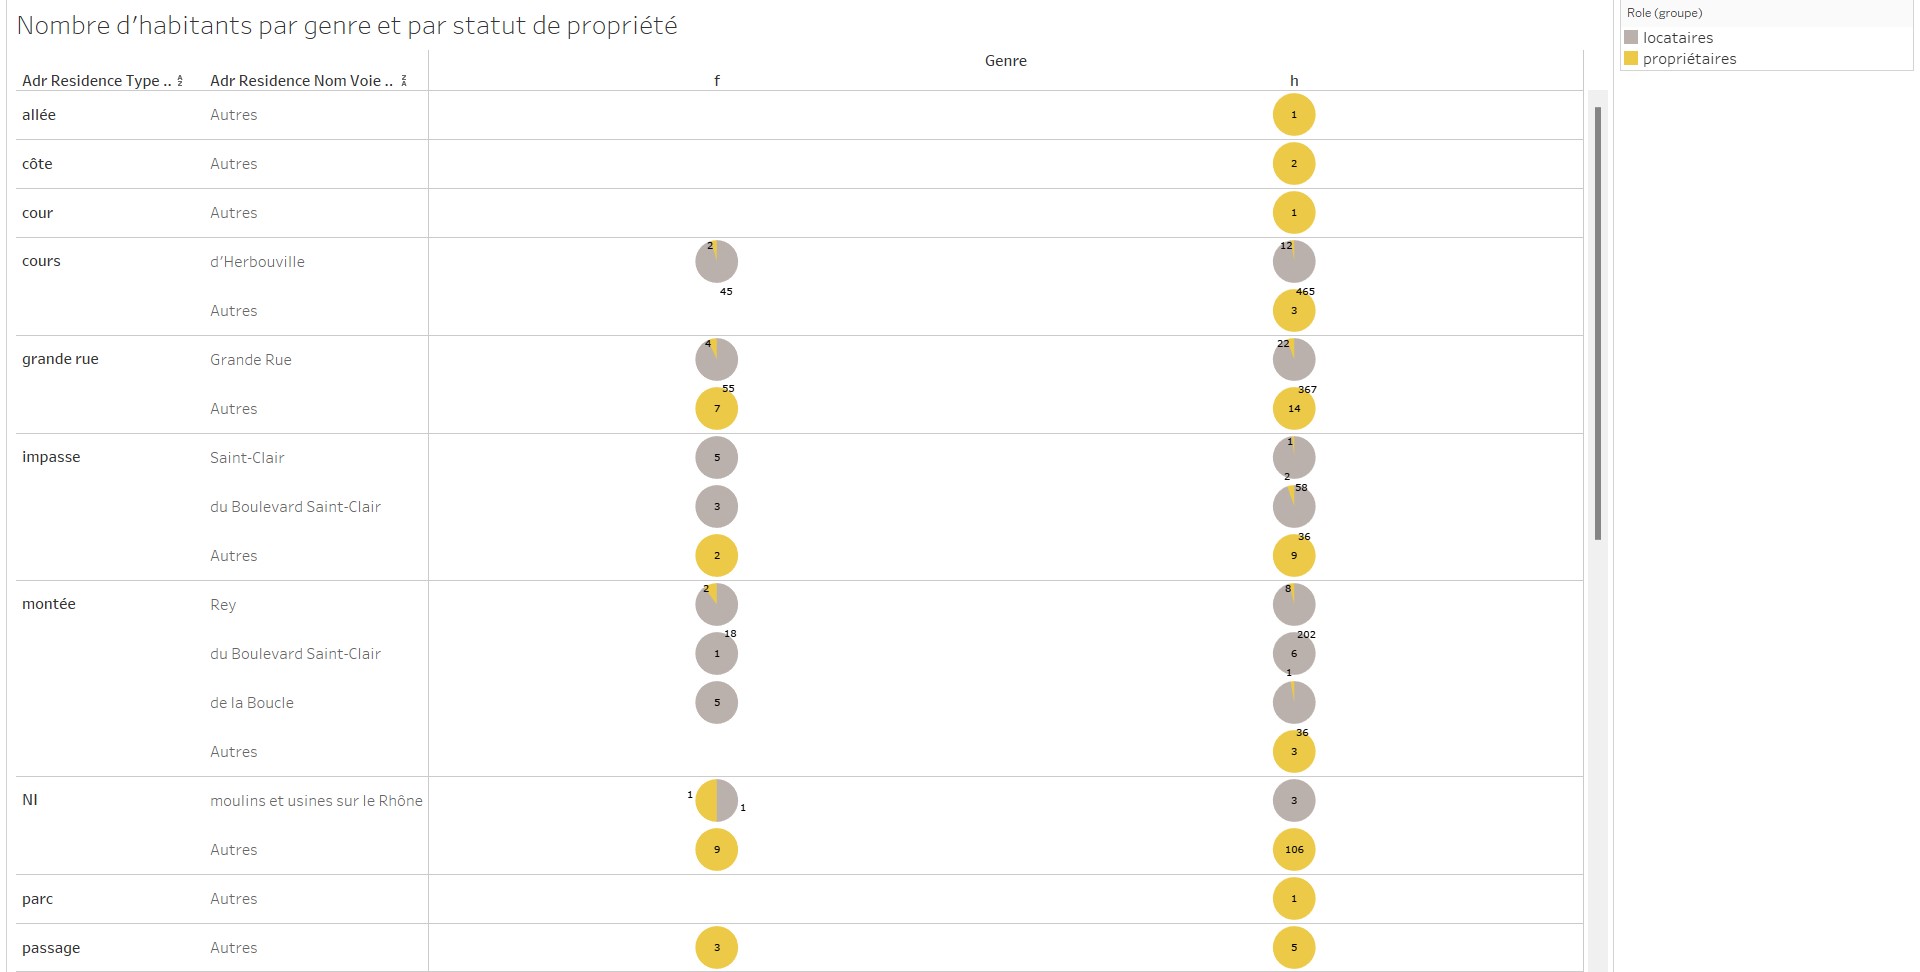 Nombre d’habitants par genre et par statut de propriété
Role (groupe)
locataires
propriétaires
Genre
Adr Residence Type .. Adr Residence Nom Voie .. f h
allée Autres 1
côte Autres 2
cour Autres 1
cours d’Herbouville 2 12
45 465
Autres 3
grande rue Grande Rue 4 22
55 367
Autres 7 14
impasse Saint-Clair 5 1
2 58
du Boulevard Saint-Clair 3
36
Autres 2 9
montée Rey 2 8
18 202
du Boulevard Saint-Clair 1 6
1
de la Boucle 5
36
Autres 3
NI moulins et usines sur le Rhône 1 1 3
Autres 9 106
parc Autres 1
passage Autres 3 5